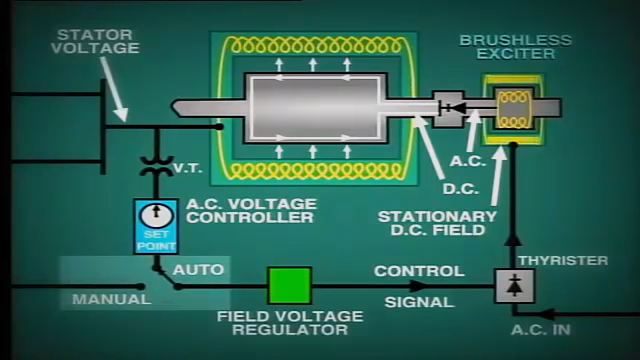 STATOR
VOLTAGE
BRUSHLESS
EXCITER
V.T.
A.C.
D.C.
A.C. VOLTAGE
CONTROLLER
STATIONARY
D.C. FIELD
SET
POINT
AUTO
MANUAL
CONTROL
SIGNAL
THYRISTER
FIELD VOLTAGE
REGULATOR
A.C. IN